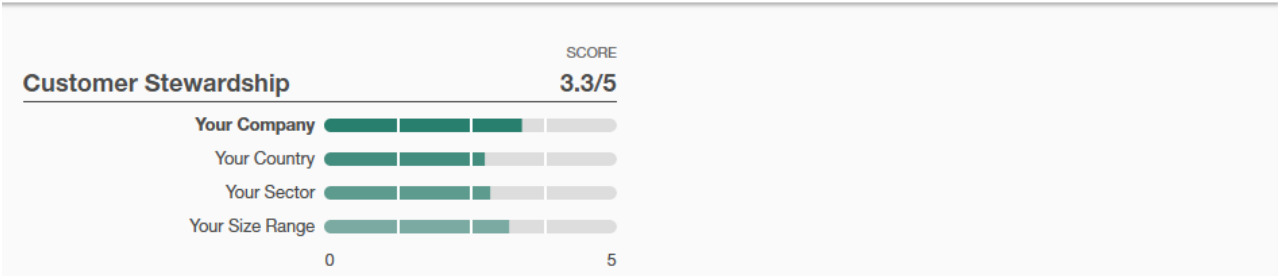 SCORE
Customer Stewardship 3.3/5
Your Company
Your Country
Your Sector
Your Size Range
0 5